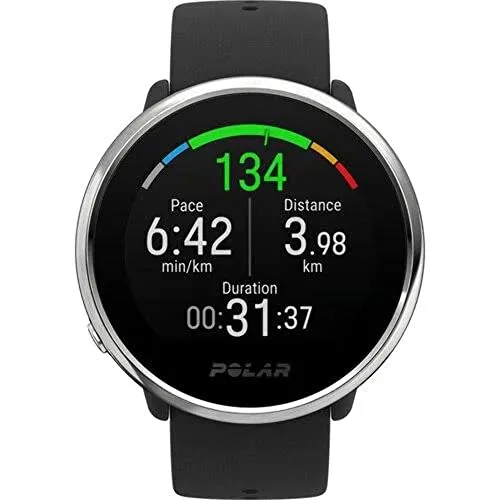 134
Pace Distance
6:42 3.98
min/km km
Duration
00:31:37
POLAR